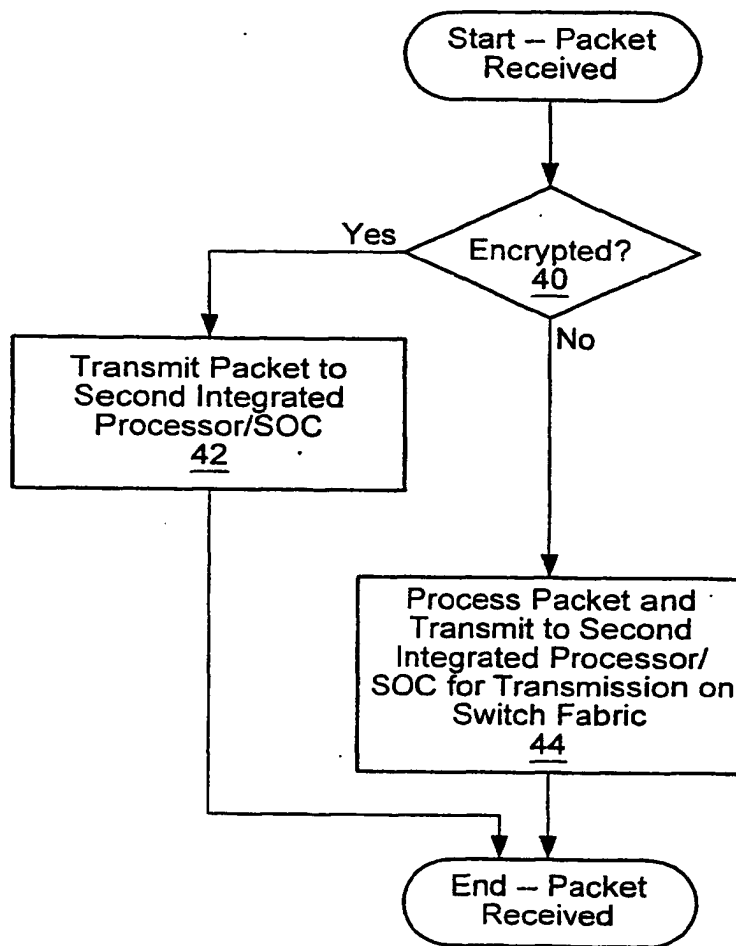 Start – Packet
Received
Encrypted?
40
Yes
No
Transmit Packet to
Second Integrated
Processor/SOC
42
Process Packet and
Transmit to Second
Integrated Processor/
SOC for Transmission on
Switch Fabric
44
End – Packet
Received